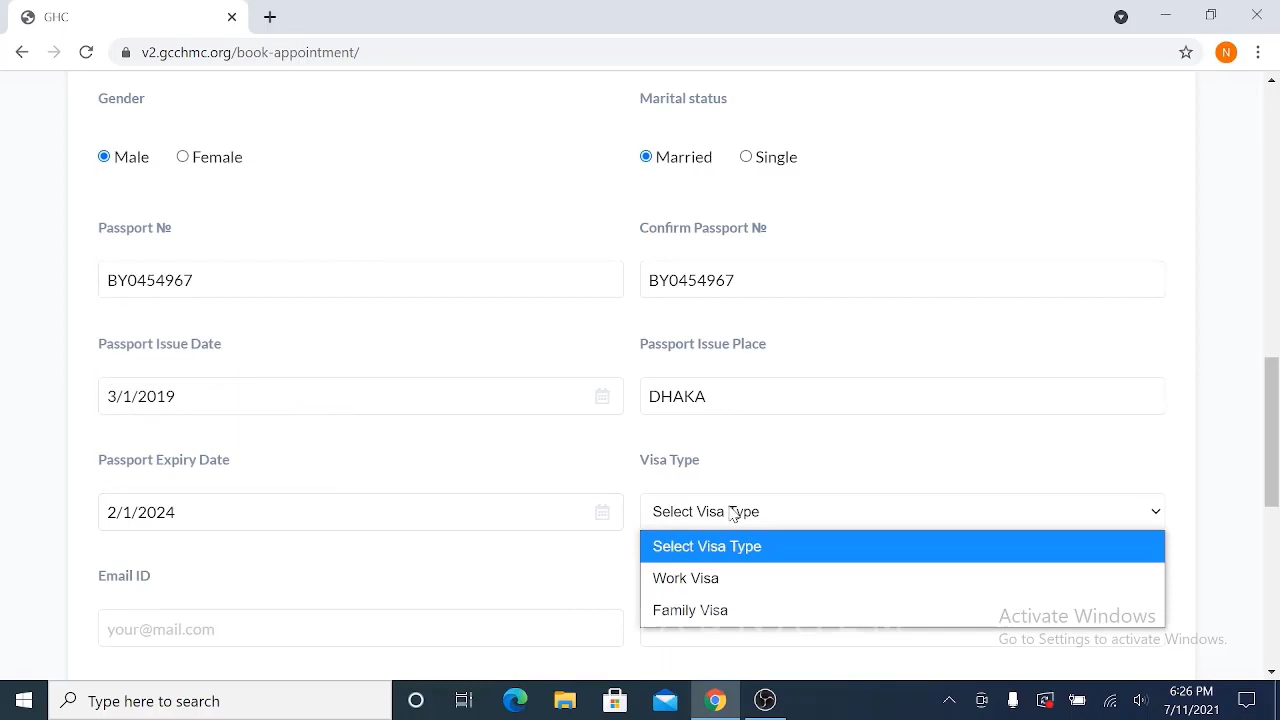 GHC
v2.gcchmc.org/book-appointment/
N
Gender
Marital status
Male
Female
Married
Single
Passport №
Confirm Passport №
BY0454967
BY0454967
Passport Issue Date
Passport Issue Place
3/1/2019
DHAKA
Passport Expiry Date
Visa Type
2/1/2024
Select Visa Type
Select Visa Type
Work Visa
Family Visa
Email ID
your@mail.com
Activate Windows
Go to Settings to activate Windows.
Type here to search
6:26 PM
7/11/2021